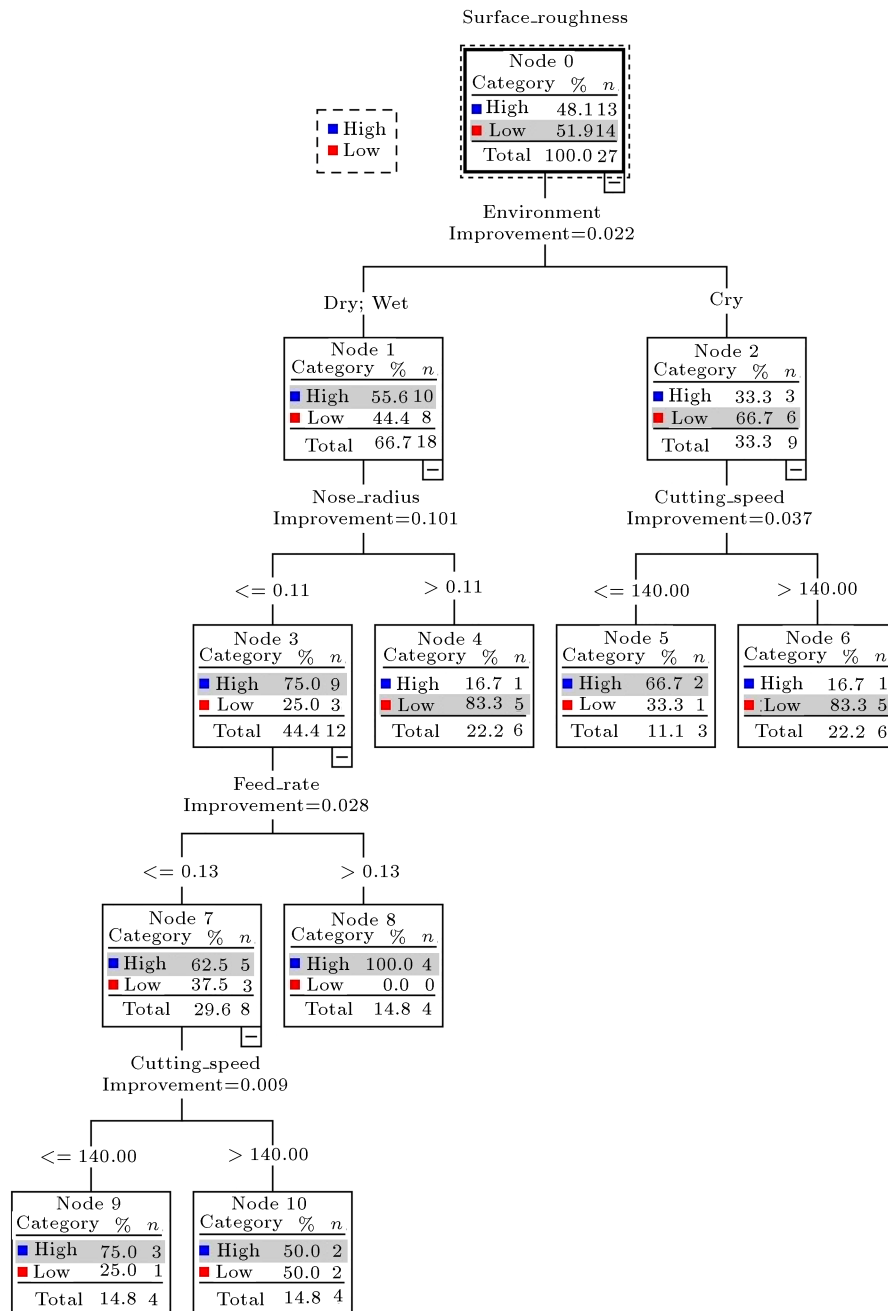 Surface_roughness
Node 0
Category % n
High 48.1 13
Low 51.9 14
Total 100.0 27
High
Low
Environment
Improvement=0.022
Dry; Wet
Cry
Node 1
Category % n
High 55.6 10
Low 44.4 8
Total 66.7 18
Node 2
Category % n
High 33.3 3
Low 66.7 6
Total 33.3 9
Nose_radius
Improvement=0.101
Cutting_speed
Improvement=0.037
<= 0.11
> 0.11
<= 140.00
> 140.00
Node 3
Category % n
High 75.0 9
Low 25.0 3
Total 44.4 12
Node 4
Category % n
High 16.7 1
Low 83.3 5
Total 22.2 6
Node 5
Category % n
High 66.7 2
Low 33.3 1
Total 11.1 3
Node 6
Category % n
High 16.7 1
Low 83.3 5
Total 22.2 6
Feed_rate
Improvement=0.028
<= 0.13
> 0.13
Node 7
Category % n
High 62.5 5
Low 37.5 3
Total 29.6 8
Node 8
Category % n
High 100.0 4
Low 0.0 0
Total 14.8 4
Cutting_speed
Improvement=0.009
<= 140.00
> 140.00
Node 9
Category % n
High 75.0 3
Low 25.0 1
Total 14.8 4
Node 10
Category % n
High 50.0 2
Low 50.0 2
Total 14.8 4